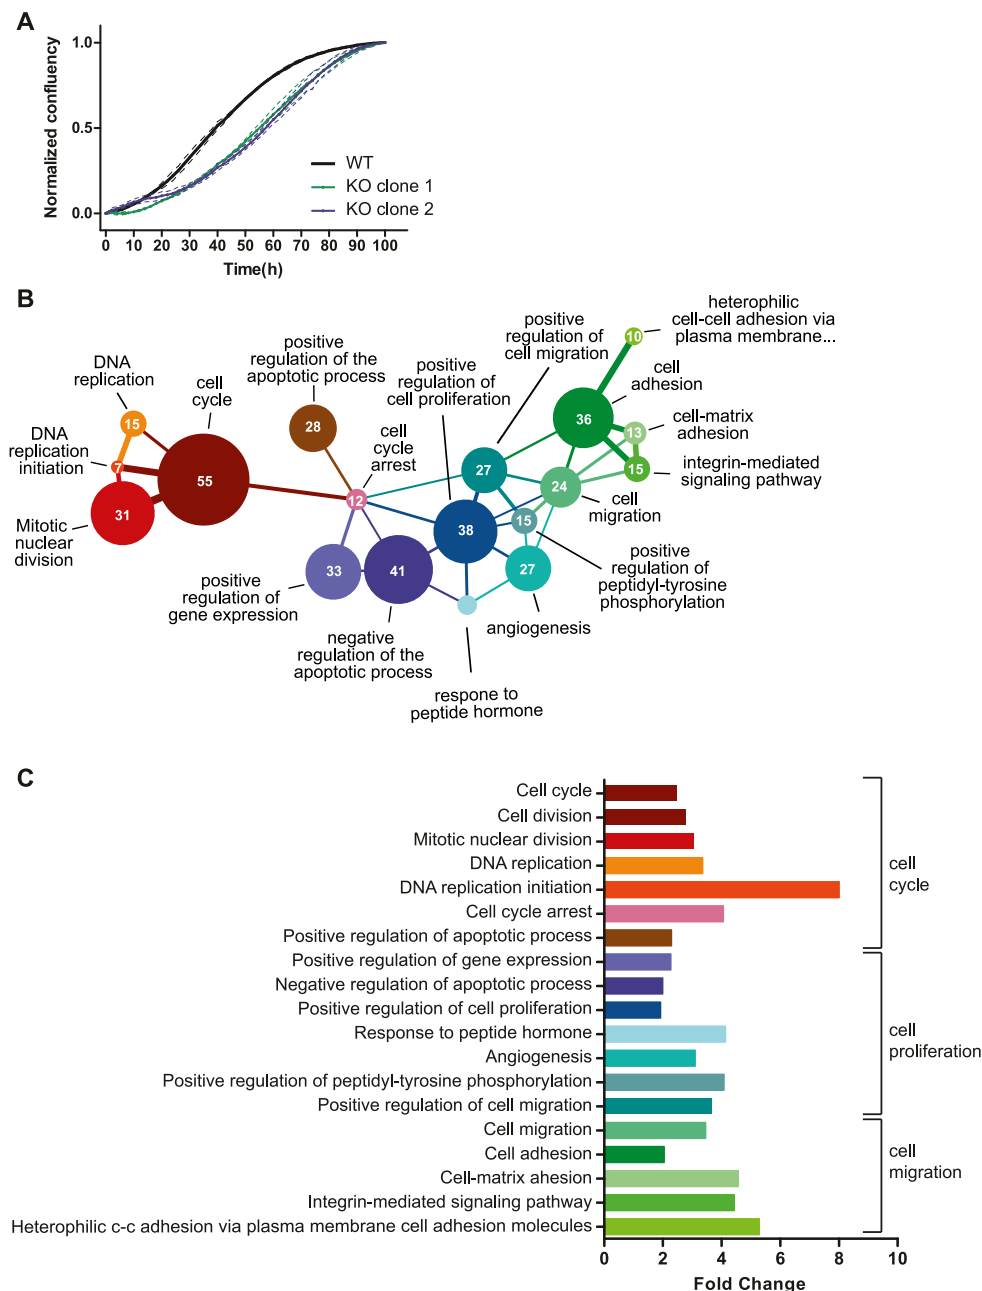 A
Normalized confluency
1.0
0.5
0.0
WT
KO clone 1
KO clone 2
0 10 20 30 40 50 60 70 80 90 100
Time(h)
B
DNA
replication
cell
cycle
positive
regulation of the
apoptotic process
positive
regulation of
cell proliferation
positive
regulation of
cell migration
heterophilic
cell-cell adhesion via
plasma membrane...
cell
adhesion
cell-matrix
adhesion
integrin-mediated
signaling pathway
cell
migration
DNA
replication
initiation
Mitotic
nuclear
division
cell
cycle
arrest
positive
regulation of
gene expression
negative
regulation of the
apoptotic process
respone to
peptide hormone
angiogenesis
positive
regulation of
peptidyl-tyrosine
phosphorylation
15
7
31
55
28
12
33
41
38
27
15
27
24
36
10
13
15
C
Cell cycle
Cell division
Mitotic nuclear division
DNA replication
DNA replication initiation
Cell cycle arrest
Positive regulation of apoptotic process
Positive regulation of gene expression
Negative regulation of apoptotic process
Positive regulation of cell proliferation
Response to peptide hormone
Angiogenesis
Positive regulation of peptidyl-tyrosine phosphorylation
Positive regulation of cell migration
Cell migration
Cell adhesion
Cell-matrix ahesion
Integrin-mediated signaling pathway
Heterophilic c-c adhesion via plasma membrane cell adhesion molecules
cell
cycle
cell
proliferation
cell
migration
0 2 4 6 8 10
Fold Change